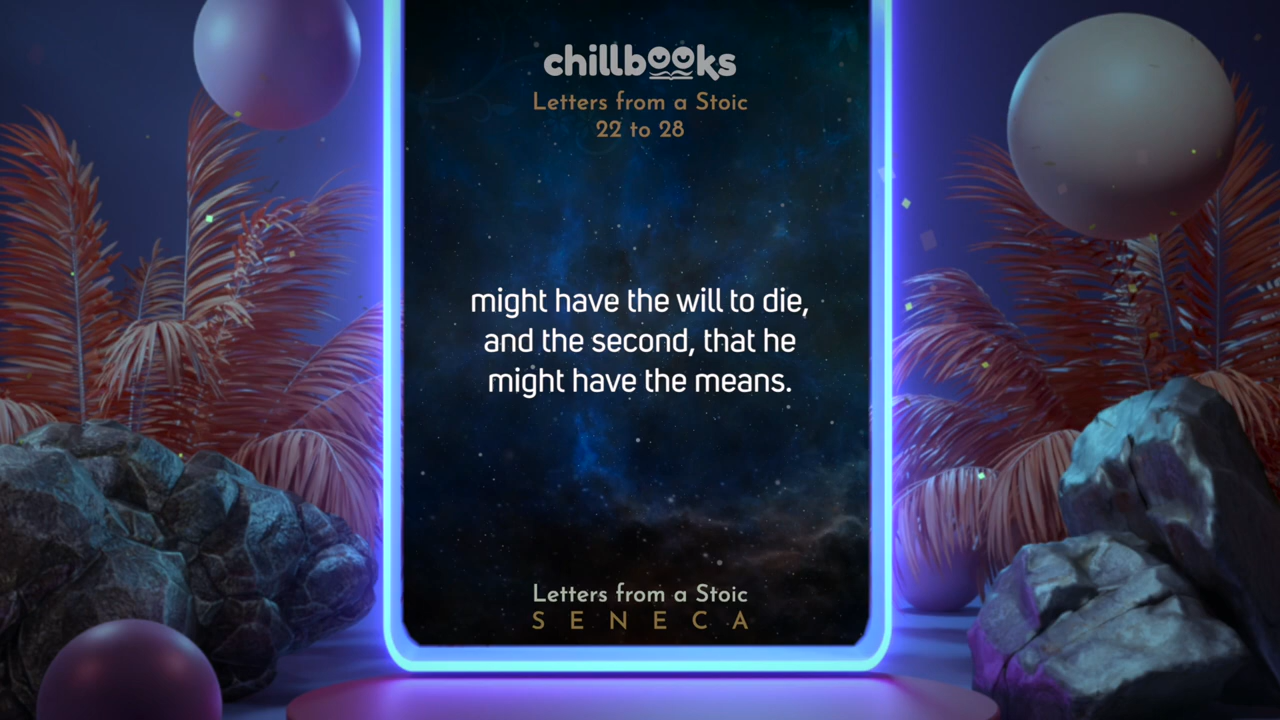 chillbooks
Letters from a Stoic
22 to 28
might have the will to die,
and the second, that he
might have the means.
Letters from a Stoic
SENECA